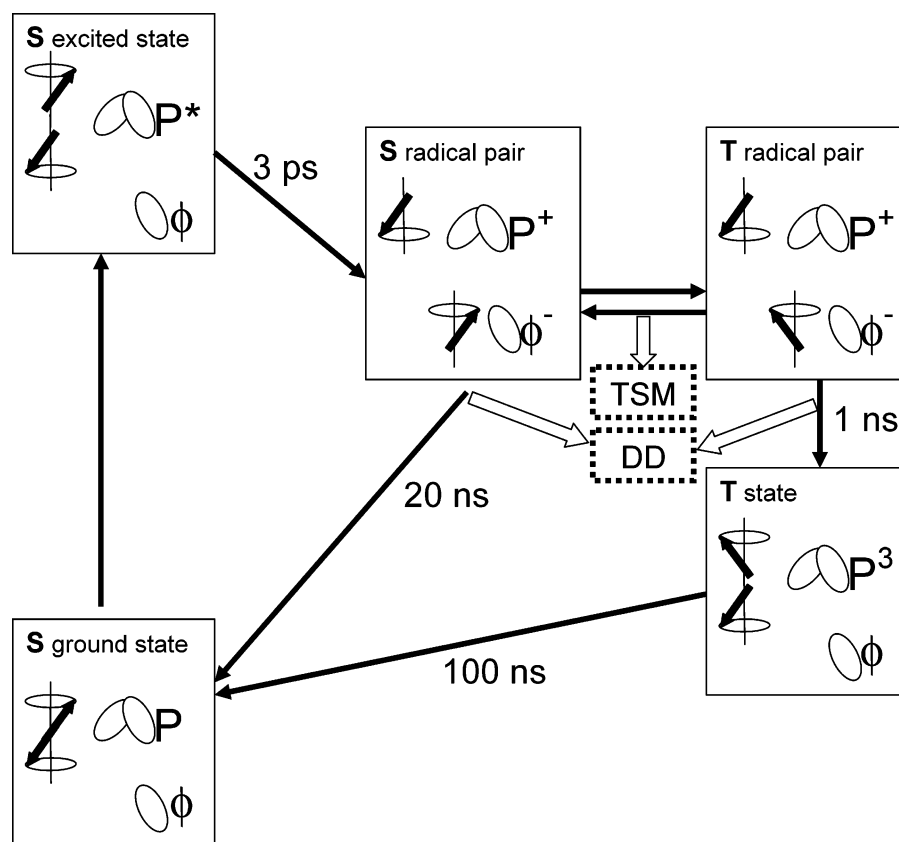 S excited state
P*
ϕ
3 ps
S radical pair
P+
ϕ-
T radical pair
P+
ϕ-
TSM
DD
1 ns
20 ns
T state
P3
ϕ
100 ns
S ground state
P
ϕ